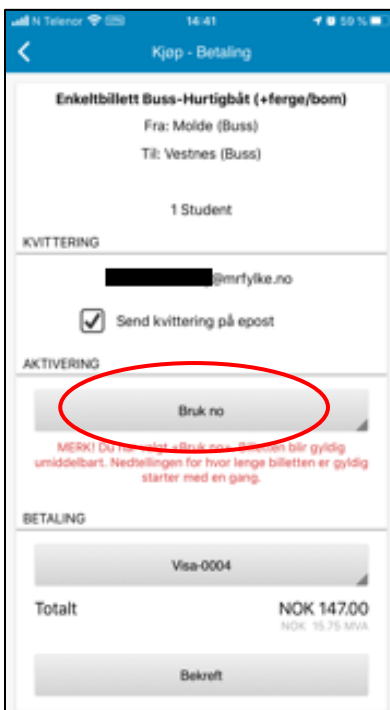 N Telenor 14:41 59 %
Kjøp - Betaling
Enkeltbillett Buss-Hurtigbåt (+ferge/bom)
Fra: Molde (Buss)
Til: Vestnes (Buss)
1 Student
KVITTERING
@mrfylke.no
Send kvittering på epost
AKTIVERING
Bruk no
MERK! Du har valgt «Bruk no». Billetten blir gyldig
umiddelbart. Nedtellingen for hvor lenge billetten er gyldig
starter med en gang.
BETALING
Visa-0004
Totalt NOK 147.00
NOK 15.75 MVA
Bekreft